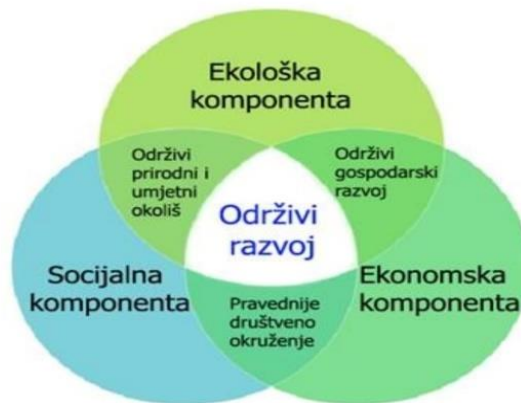 Ekološka
komponenta
Održivi
prirodni i
umjetni
okoliš
Održivi
gospodarski
razvoj
Održivi
razvoj
Socijalna
komponenta
Ekonomska
komponenta
Pravednije
društveno
okruženje